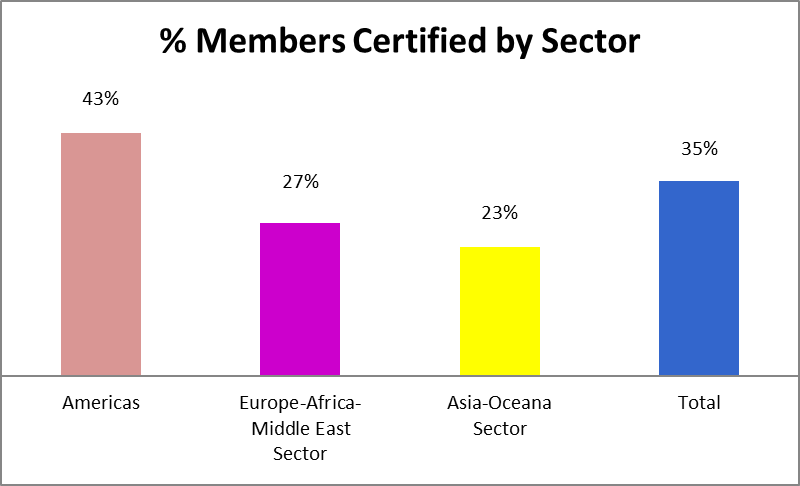 % Members Certified by Sector
43%
27%
23%
35%
Americas
Europe-Africa-
Middle East
Sector
Asia-Oceana
Sector
Total